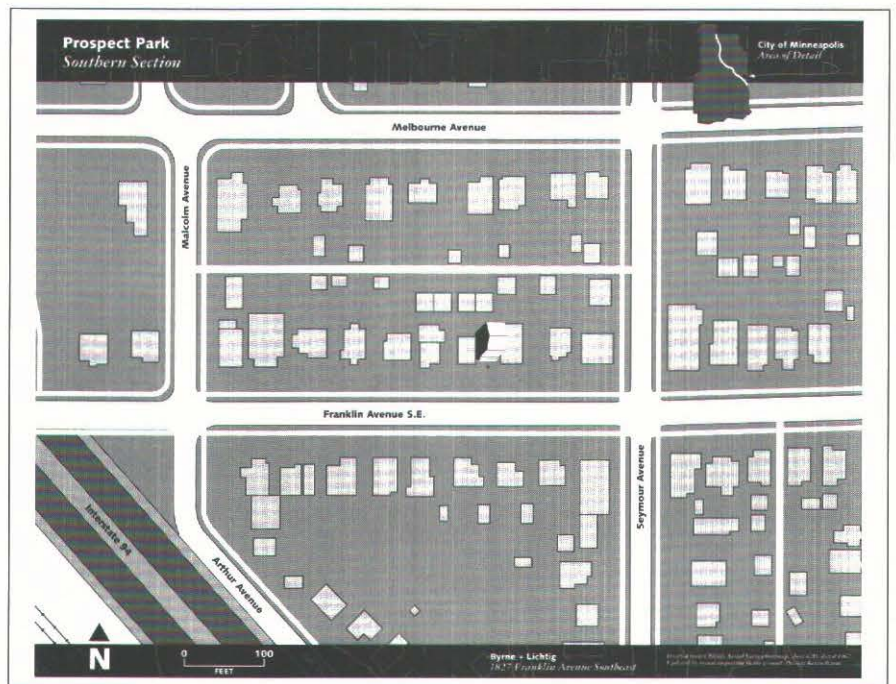 Prospect Park
Southern Section
City of Minneapolis
Area of Detail
Melbourne Avenue
Malcolm Avenue
Franklin Avenue S.E.
Seymour Avenue
Interstate 94
Arthur Avenue
N
0 100
FEET
Byrne + Lichtig
1827 Franklin Avenue Southeast